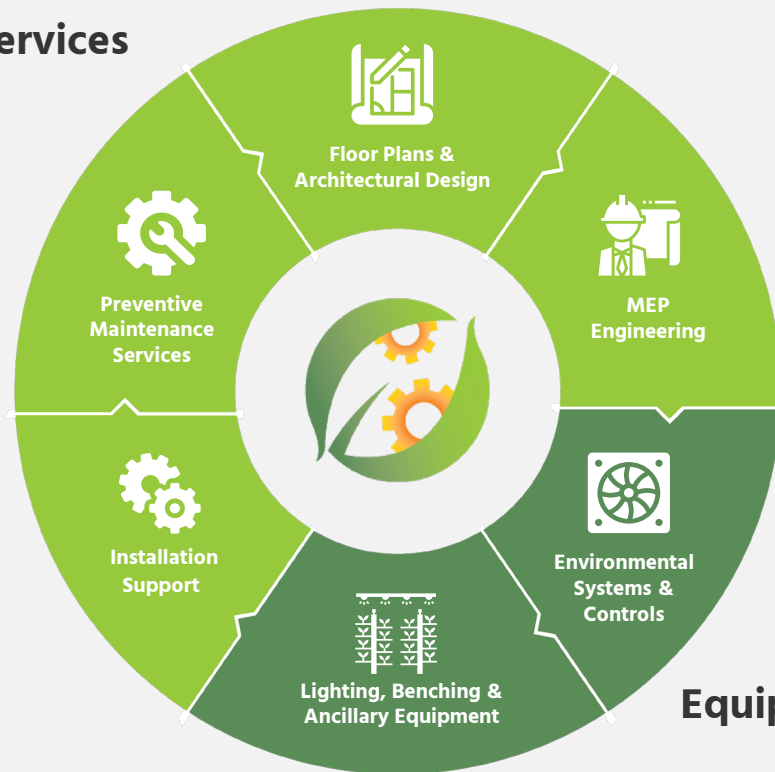 ervices
Floor Plans &
Architectural Design
MEP
Engineering
Environmental
Systems &
Controls
Equip
Lighting, Benching &
Ancillary Equipment
Installation
Support
Preventive
Maintenance
Services